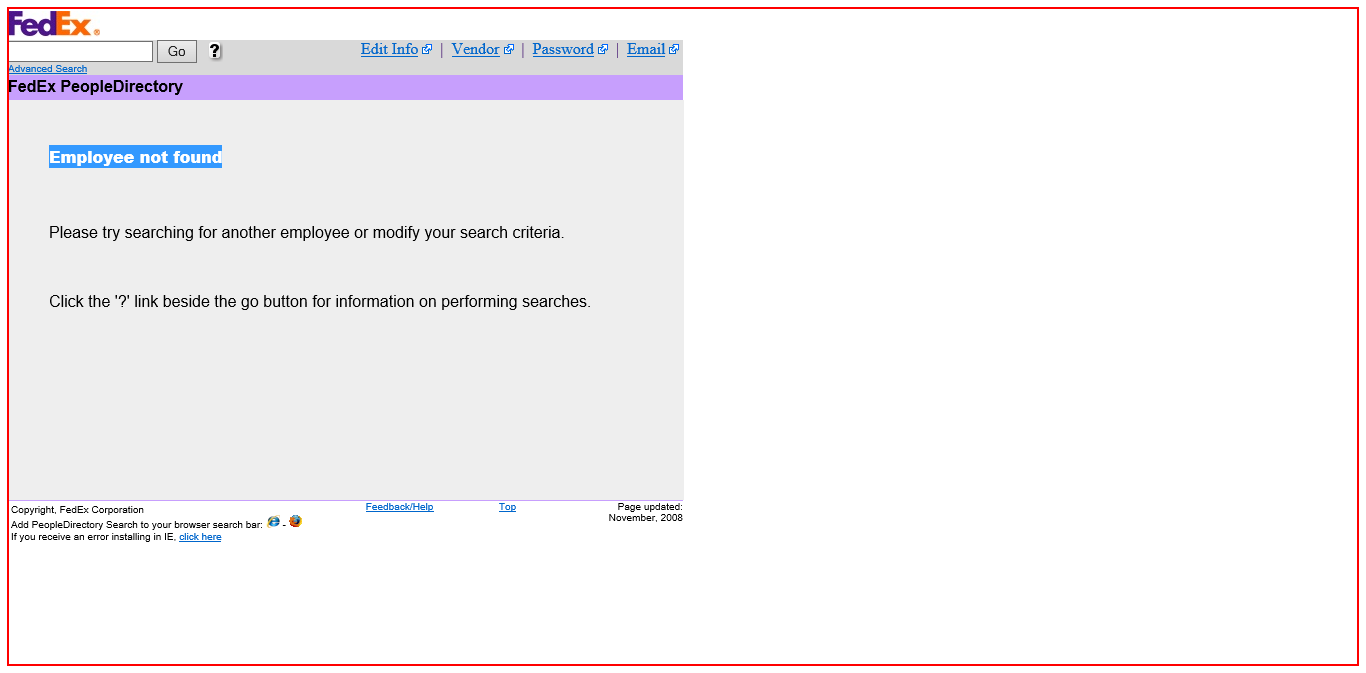 FedEx®
Go ? Edit Info | Vendor | Password | Email
Advanced Search
FedEx PeopleDirectory
Employee not found
Please try searching for another employee or modify your search criteria.
Click the '?' link beside the go button for information on performing searches.
Copyright, FedEx Corporation
Add PeopleDirectory Search to your browser search bar: -
If you receive an error installing in IE, click here
Feedback/Help
Top
Page updated:
November, 2008